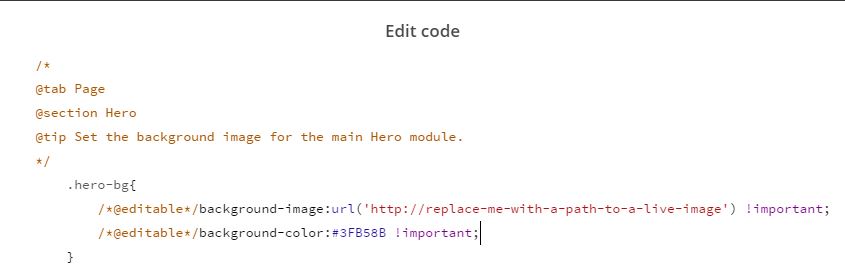 Edit code
/*
@tab Page
@section Hero
@tip Set the background image for the main Hero module.
*/
.hero-bg{
/*@editable*/background-image:url('http://replace-me-with-a-path-to-a-live-image') !important;
/*@editable*/background-color:#3FB58B !important;
}